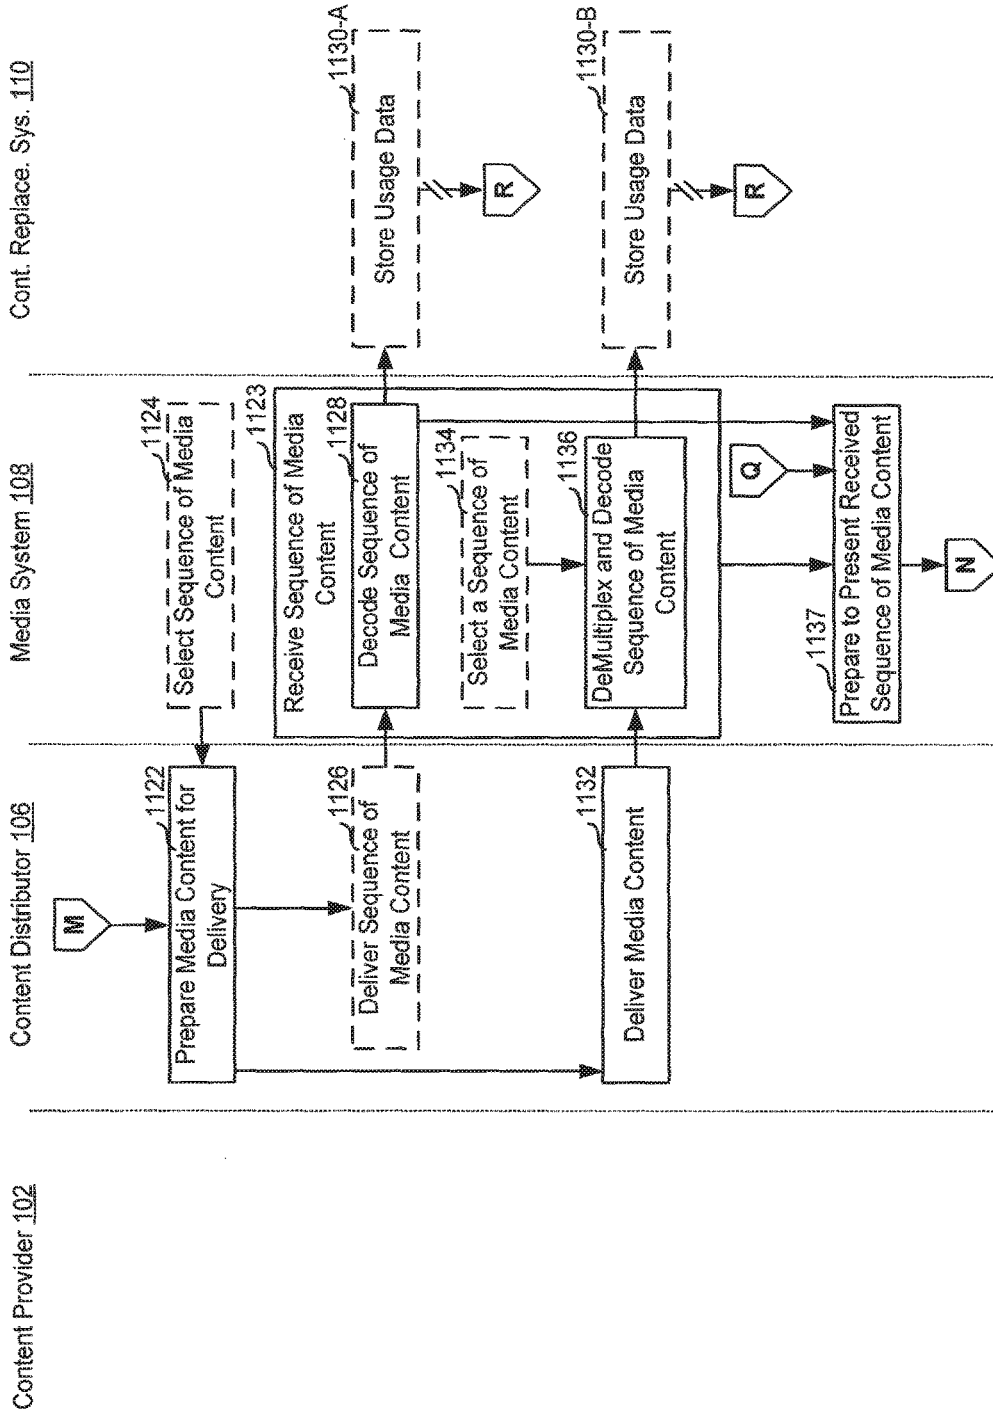 Content Provider 102
Content Distributor 106
Media System 108
Cont. Replace. Sys. 110
M
1122
Prepare Media Content for
Delivery
1124
Select Sequence of Media
Content
1123
Receive Sequence of Media
Content
1126
Deliver Sequence of
Media Content
1128
Decode Sequence of
Media Content
1130-A
Store Usage Data
R
1134
Select a Sequence of
Media Content
1132
Deliver Media Content
1136
DeMultiplex and Decode
Sequence of Media
Content
1130-B
Store Usage Data
R
Q
1137
Prepare to Present Received
Sequence of Media Content
N